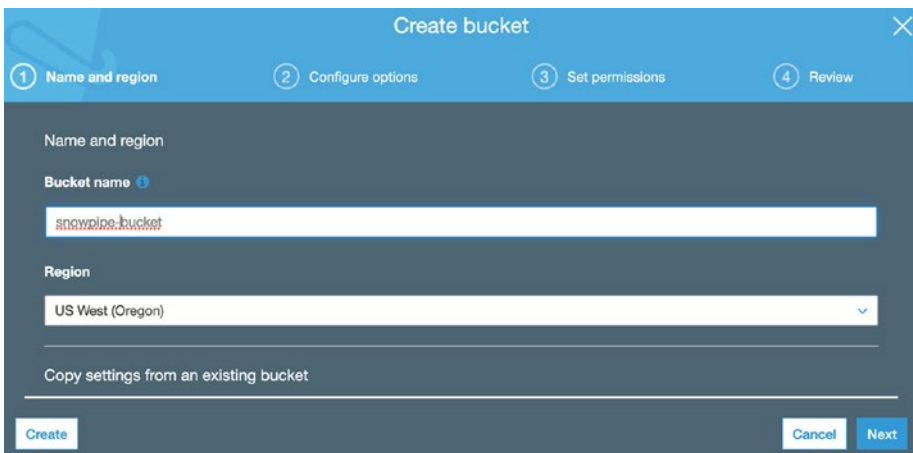 Create bucket
1 Name and region 2 Configure options 3 Set permissions 4 Review
Name and region
Bucket name
snowpipe-bucket
Region
US West (Oregon)
Copy settings from an existing bucket
Create Cancel Next